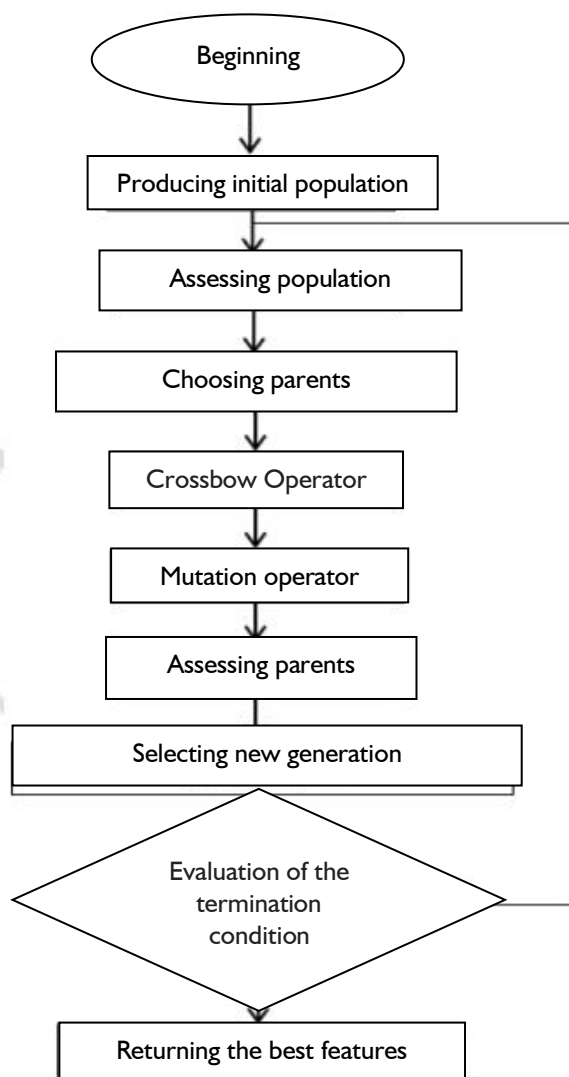 Beginning
Producing initial population
Assessing population
Choosing parents
Crossbow Operator
Mutation operator
Assessing parents
Selecting new generation
Evaluation of the
termination
condition
Returning the best features